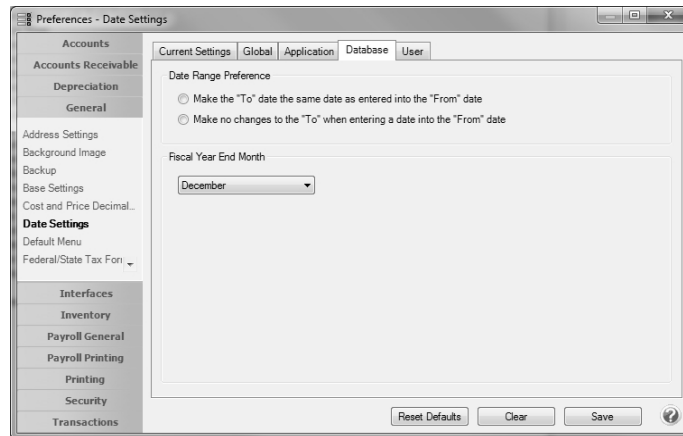 Preferences - Date Settings
Accounts
Accounts Receivable
Depreciation
General
Address Settings
Background Image
Backup
Base Settings
Cost and Price Decimal...
Date Settings
Default Menu
Federal/State Tax Forr
Interfaces
Inventory
Payroll General
Payroll Printing
Printing
Security
Transactions
Current Settings
Global
Application
Database
User
Date Range Preference
Make the "To" date the same date as entered into the "From" date
Make no changes to the "To" when entering a date into the "From" date
Fiscal Year End Month
December
Reset Defaults
Clear
Save
?